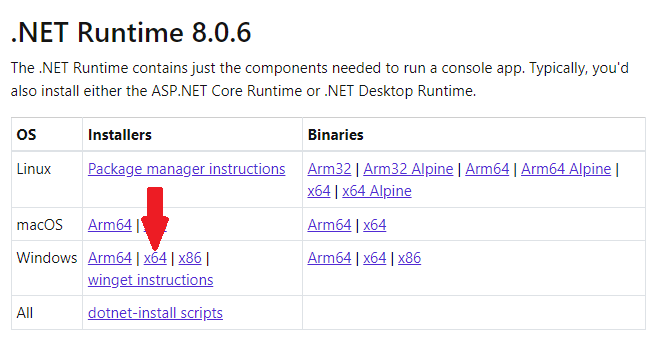 .NET Runtime 8.0.6
The .NET Runtime contains just the components needed to run a console app. Typically, you'd
also install either the ASP.NET Core Runtime or .NET Desktop Runtime.
OS Installers Binaries
Linux Package manager instructions Arm32 | Arm32 Alpine | Arm64 | Arm64 Alpine |
x64 | x64 Alpine
macOS Arm64 | Arm64 | x64
Windows Arm64 | x64 | x86 | Arm64 | x64 | x86
winget instructions
All dotnet-install scripts